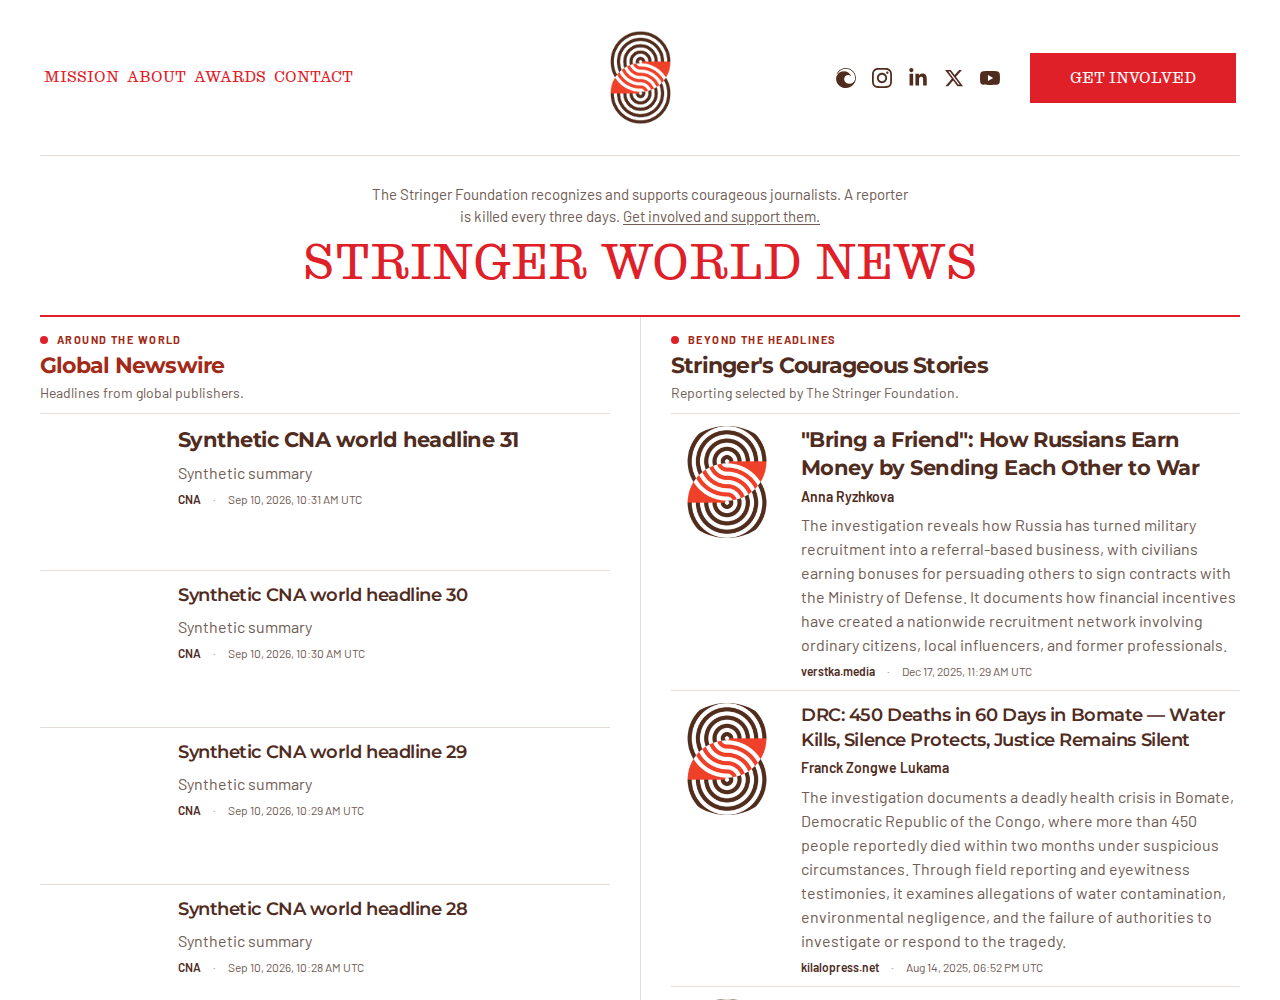 MISSION ABOUT AWARDS CONTACT
GET INVOLVED
The Stringer Foundation recognizes and supports courageous journalists. A reporter
is killed every three days. Get involved and support them.
STRINGER WORLD NEWS
AROUND THE WORLD
Global Newswire
Headlines from global publishers.
Synthetic CNA world headline 31
Synthetic summary
CNA · Sep 10, 2026, 10:31 AM UTC
Synthetic CNA world headline 30
Synthetic summary
CNA · Sep 10, 2026, 10:30 AM UTC
Synthetic CNA world headline 29
Synthetic summary
CNA · Sep 10, 2026, 10:29 AM UTC
Synthetic CNA world headline 28
Synthetic summary
CNA · Sep 10, 2026, 10:28 AM UTC
BEYOND THE HEADLINES
Stringer's Courageous Stories
Reporting selected by The Stringer Foundation.
"Bring a Friend": How Russians Earn
Money by Sending Each Other to War
Anna Ryzhkova
The investigation reveals how Russia has turned military
recruitment into a referral-based business, with civilians
earning bonuses for persuading others to sign contracts with
the Ministry of Defense. It documents how financial incentives
have created a nationwide recruitment network involving
ordinary citizens, local influencers, and former professionals.
verstka.media · Dec 17, 2025, 11:29 AM UTC
DRC: 450 Deaths in 60 Days in Bomate — Water
Kills, Silence Protects, Justice Remains Silent
Franck Zongwe Lukama
The investigation documents a deadly health crisis in Bomate,
Democratic Republic of the Congo, where more than 450
people reportedly died within two months under suspicious
circumstances. Through field reporting and eyewitness
testimonies, it examines allegations of water contamination,
environmental negligence, and the failure of authorities to
investigate or respond to the tragedy.
kilalopress.net · Aug 14, 2025, 06:52 PM UTC